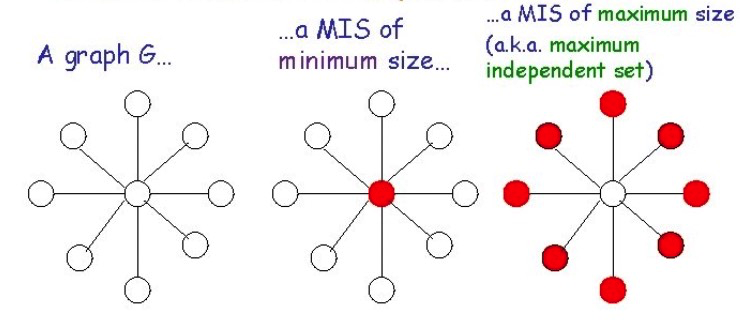 A graph G...
...a MIS of
minimum size...
...a MIS of maximum size
(a.k.a. maximum
independent set)